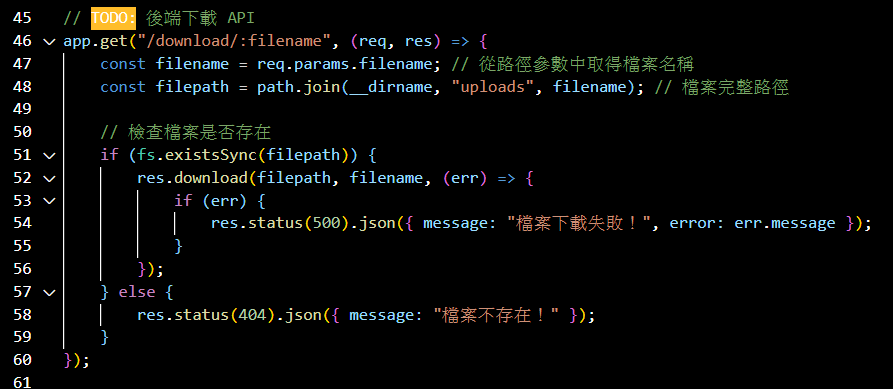 45 // TODO: 後端下載 API
46 app.get("/download/:filename", (req, res) => {
47     const filename = req.params.filename; // 從路徑參數中取得檔案名稱
48     const filepath = path.join(__dirname, "uploads", filename); // 檔案完整路徑
49
50     // 檢查檔案是否存在
51     if (fs.existsSync(filepath)) {
52         res.download(filepath, filename, (err) => {
53             if (err) {
54                 res.status(500).json({ message: "檔案下載失敗！", error: err.message });
55             }
56         });
57     } else {
58         res.status(404).json({ message: "檔案不存在！" });
59     }
60 });
61